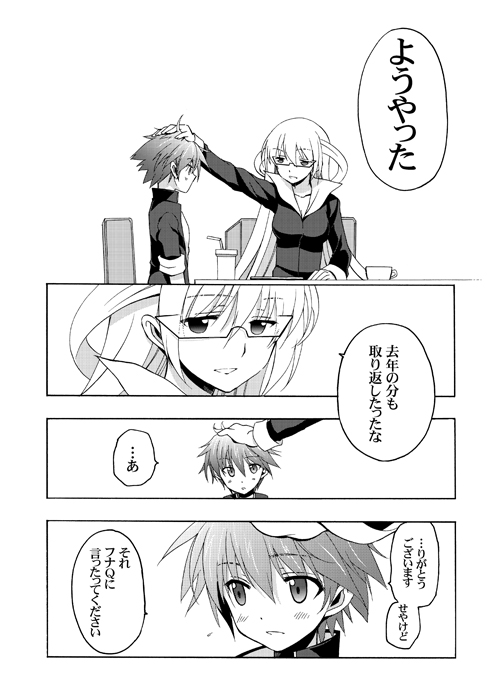 ようやった
去年の分も
取り返したったな
…あ
…りがとう
ございます
せやけど
それ
フナQに
言ったってください